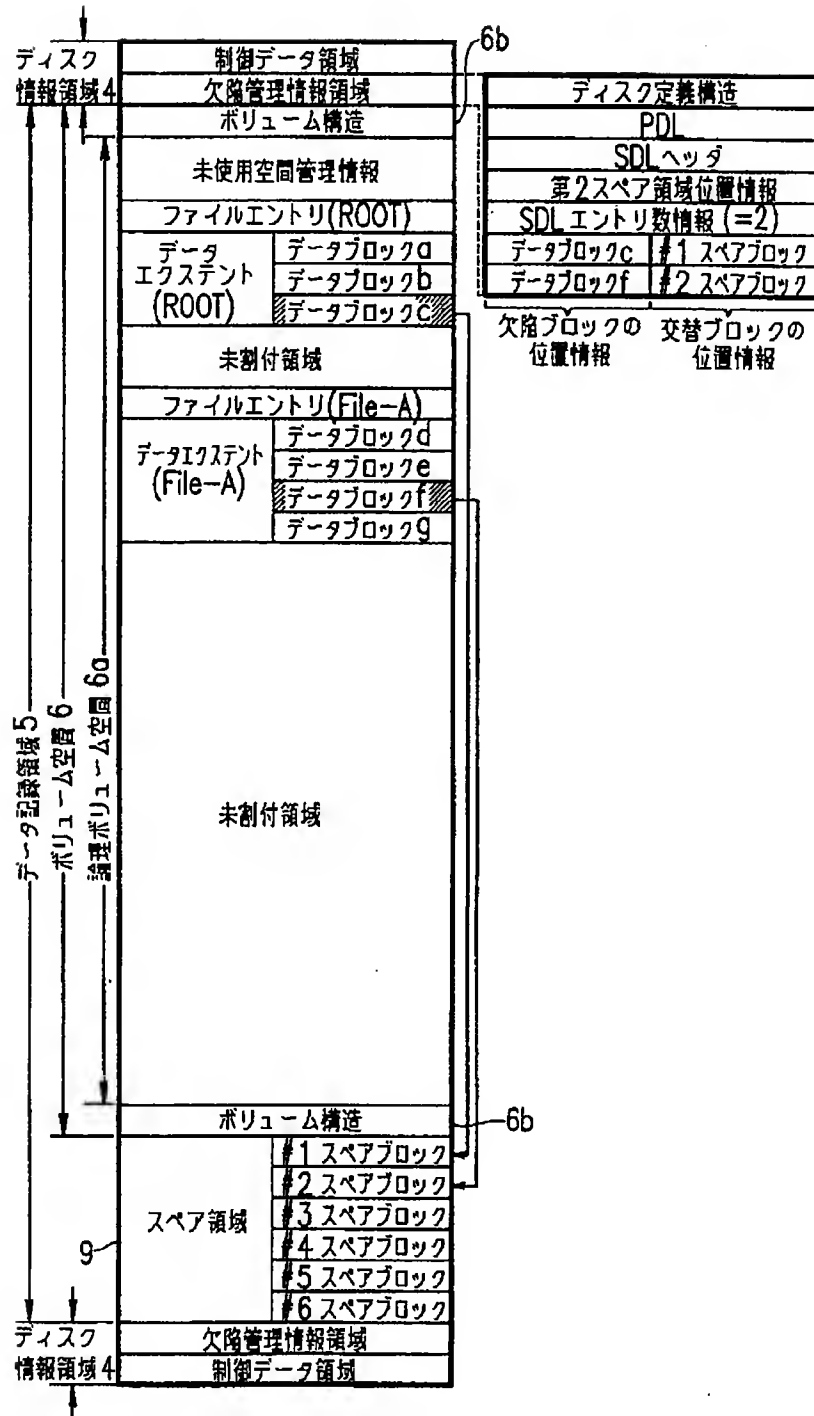 ディスク
情報領域4
制御データ領域
欠陥管理情報領域
ボリューム構造
6b
未使用空間管理情報
ファイルエントリ(ROOT)
データ
エクステント
(ROOT)
データブロックa
データブロックb
データブロックc
未割付領域
ファイルエントリ(File-A)
データエクステント
(File-A)
データブロックd
データブロックe
データブロックf
データブロックg
未割付領域
ボリューム構造
6b
スペア領域
9
#1 スペアブロック
#2 スペアブロック
#3 スペアブロック
#4 スペアブロック
#5 スペアブロック
#6 スペアブロック
ディスク
情報領域4
欠陥管理情報領域
制御データ領域
データ記録領域5
ボリューム空間6
論理ボリューム空間6a
ディスク定義構造
PDL
SDLヘッダ
第2スペア領域位置情報
SDLエントリ数情報(=2)
データブロックc #1 スペアブロック
データブロックf #2 スペアブロック
欠陥ブロックの
位置情報
交替ブロックの
位置情報